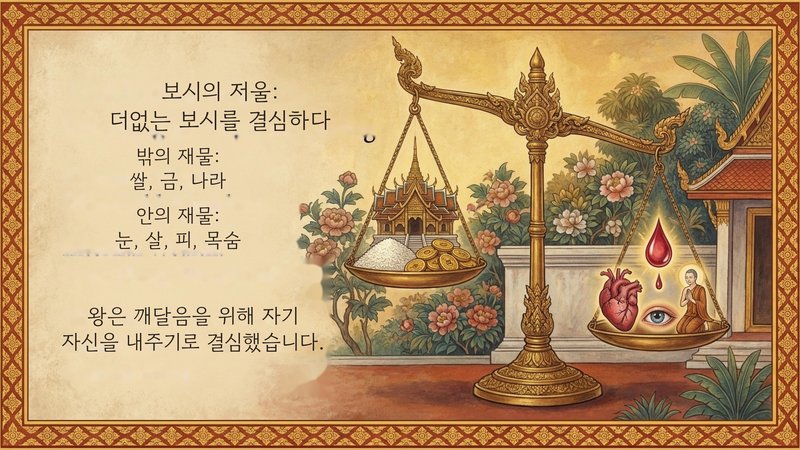 보시의 저울:
더없는 보시를 결심하다
밖의 재물:
쌀, 금, 나라
안의 재물:
눈, 살, 피, 목숨
왕은 깨달음을 위해 자기
자신을 내주기로 결심했습니다.